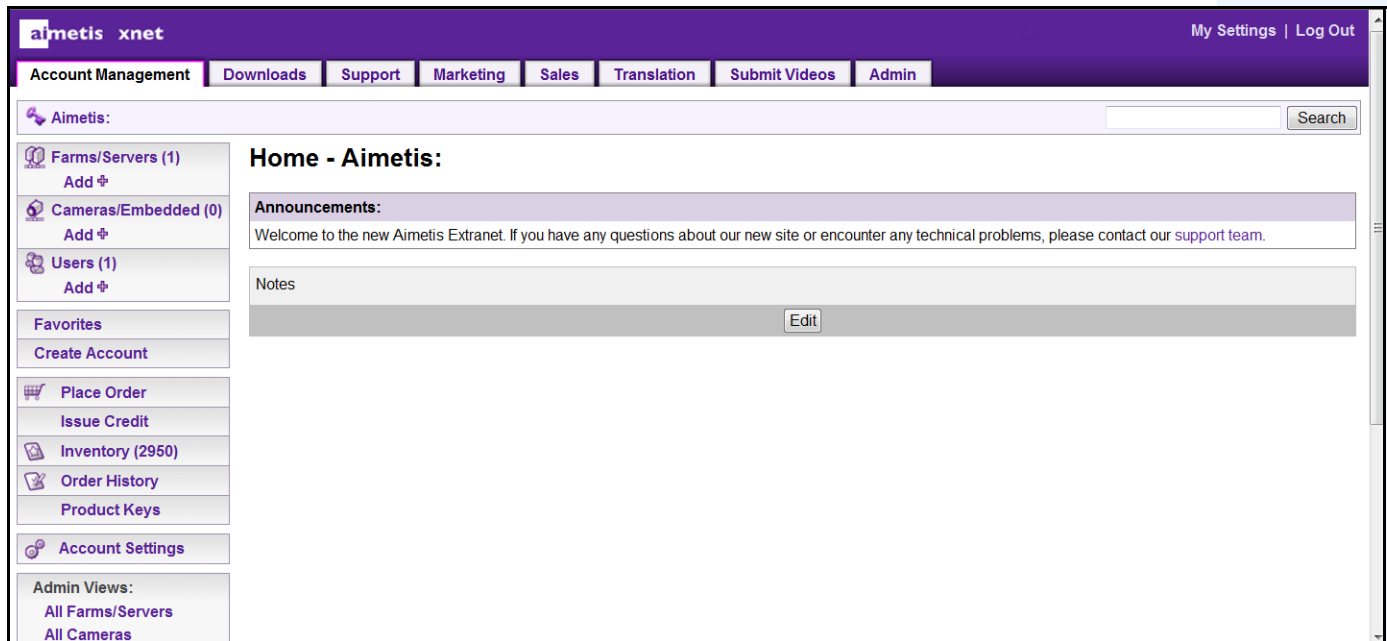 aimetis xnet
My Settings | Log Out
Account Management
Downloads
Support
Marketing
Sales
Translation
Submit Videos
Admin
Aimetis:
Search
Farms/Servers (1)
Add
Cameras/Embedded (0)
Add
Users (1)
Add
Favorites
Create Account
Place Order
Issue Credit
Inventory (2950)
Order History
Product Keys
Account Settings
Admin Views:
All Farms/Servers
All Cameras
Home - Aimetis:
Announcements:
Welcome to the new Aimetis Extranet. If you have any questions about our new site or encounter any technical problems, please contact our support team.
Notes
Edit